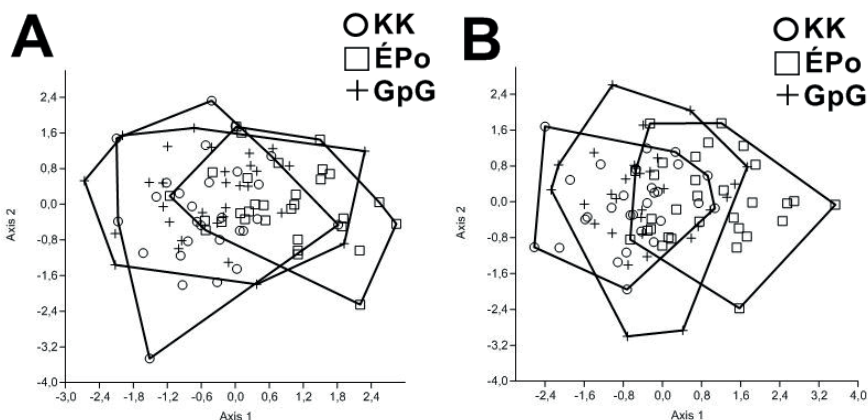 A
KK
ÉPo
GpG
2,4
1,6
0,8
0,0
-0,8
-1,6
-2,4
-3,2
-4,0
Axis 2
-3,0 -2,4 -1,8 -1,2 -0,6 0,0 0,6 1,2 1,8 2,4
Axis 1
B
KK
ÉPo
GpG
2,4
1,6
0,8
0,0
-0,8
-1,6
-2,4
-3,2
-4,0
Axis 2
-2,4 -1,6 -0,8 0,0 0,8 1,6 2,4 3,2 4,0
Axis 1